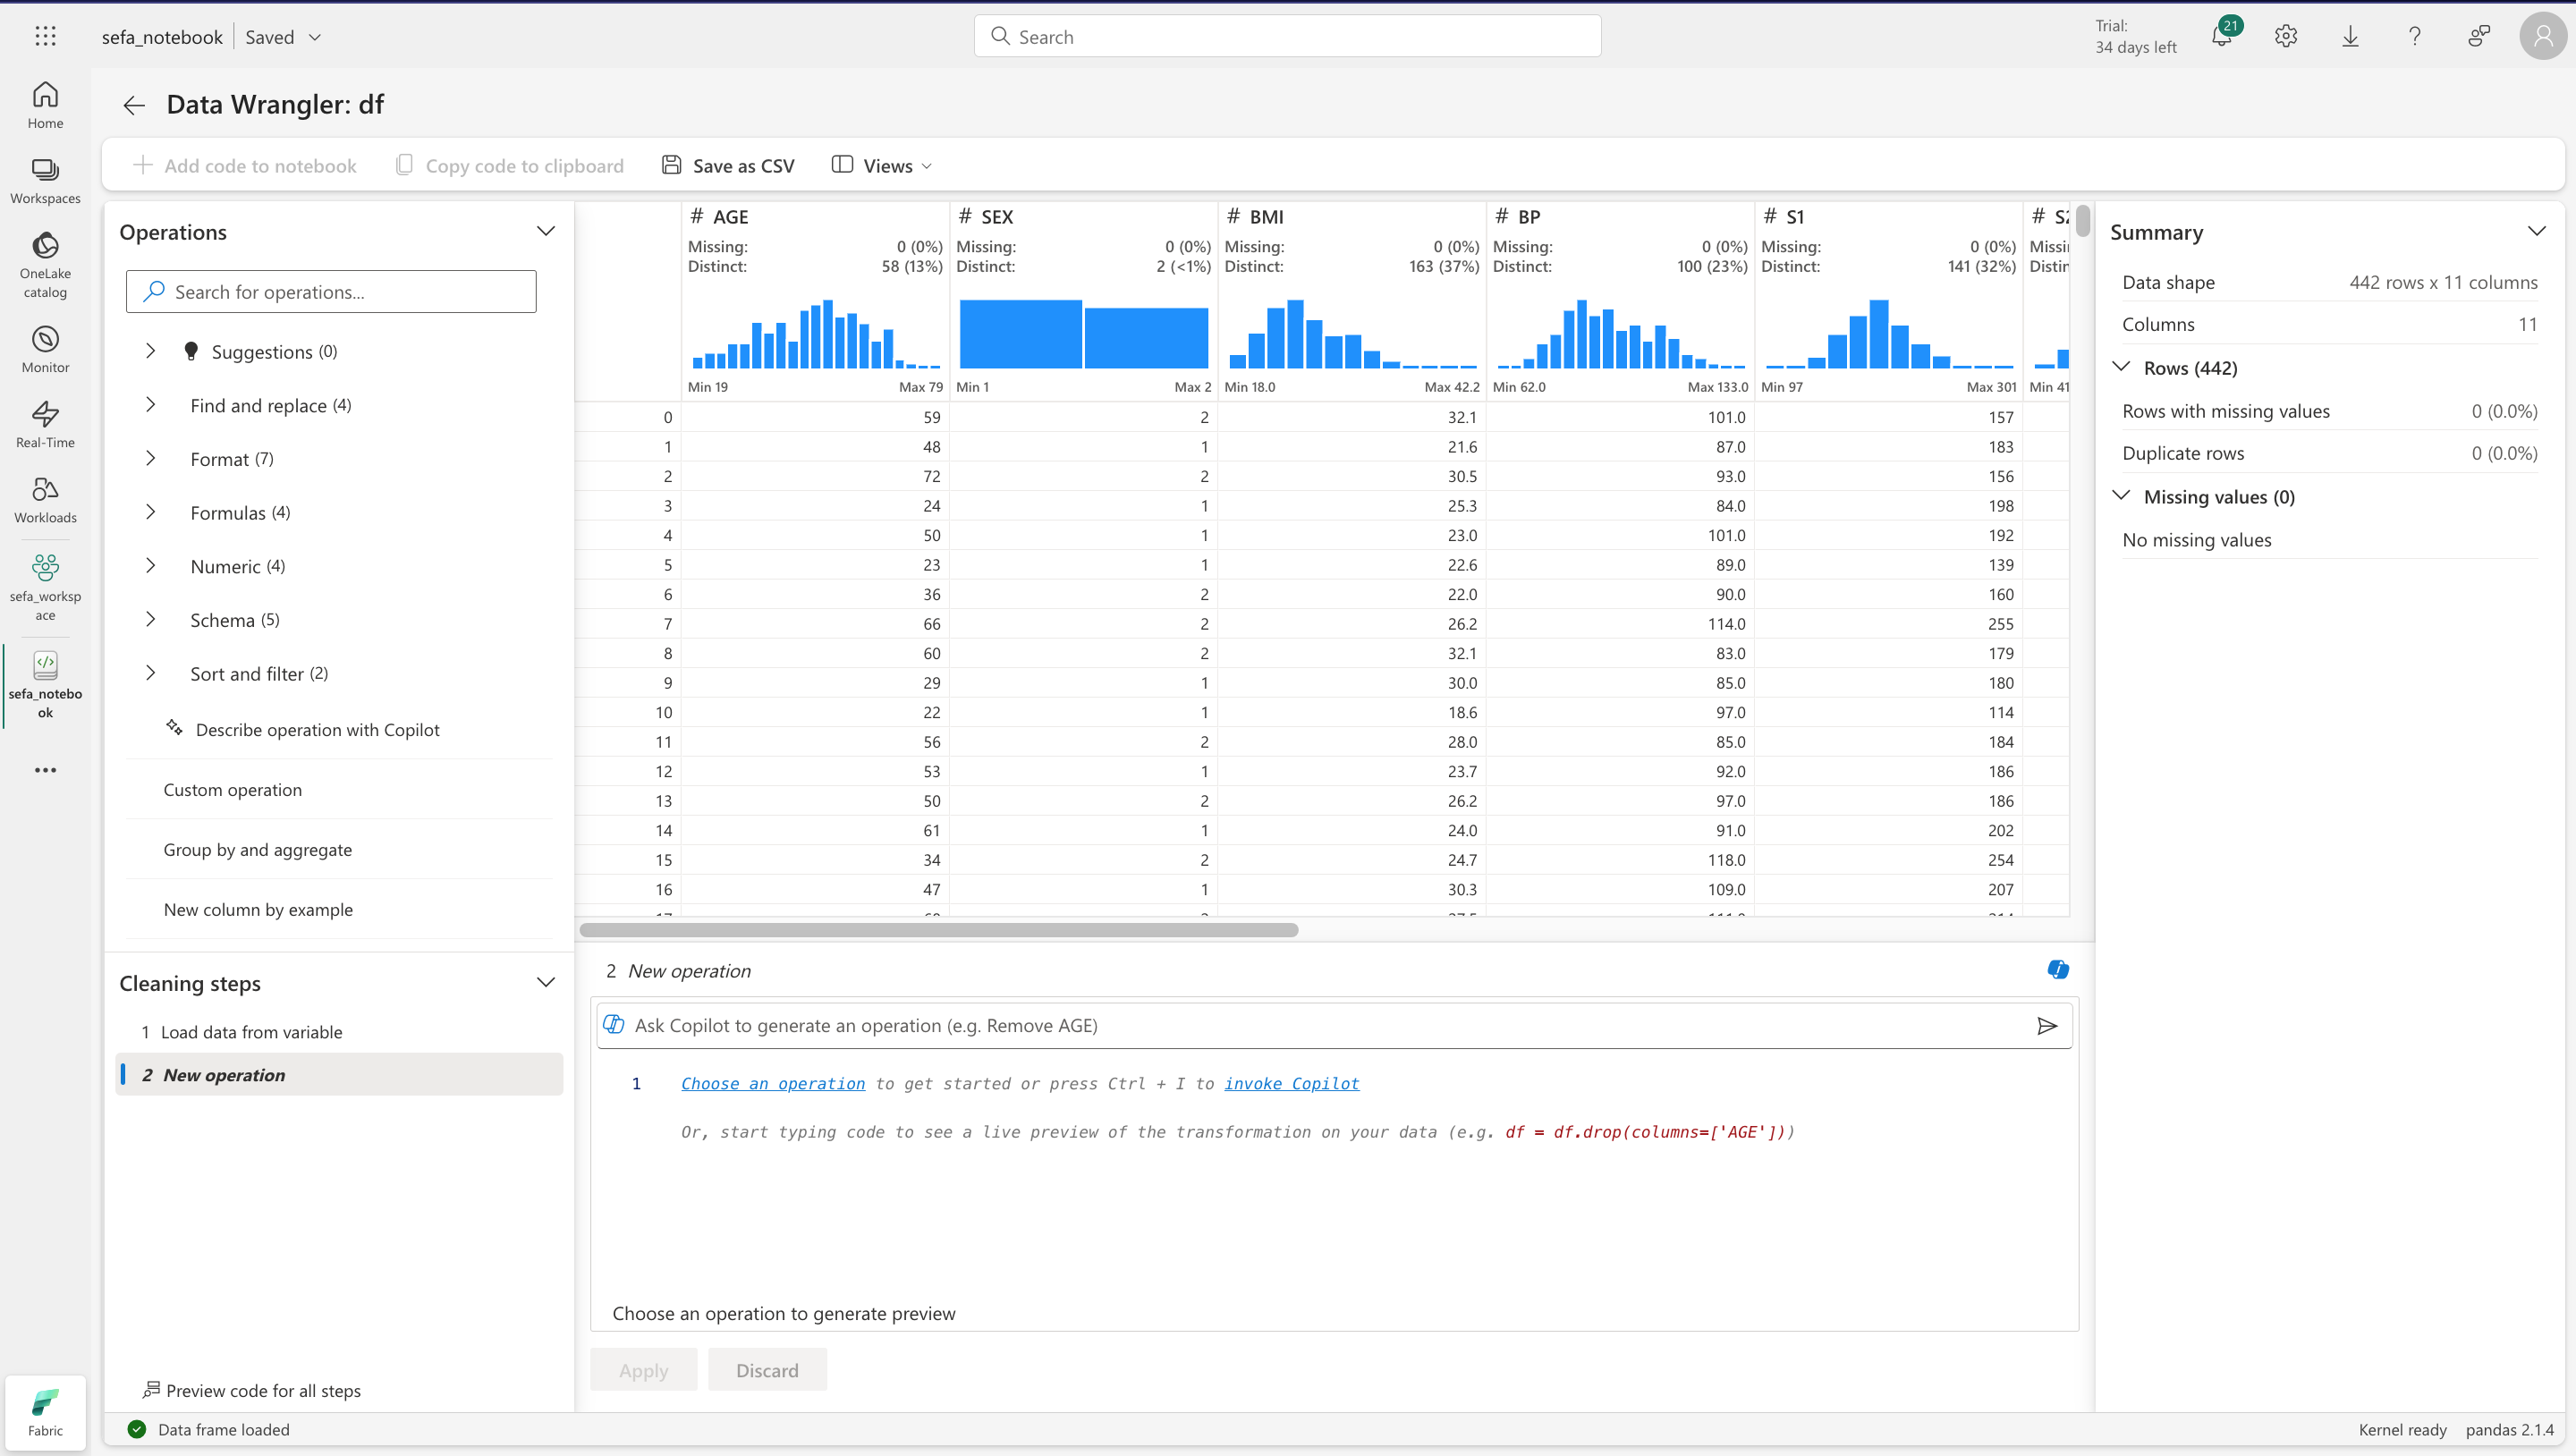 sefa_notebook Saved
Search
Trial:
34 days left
21
Home
Workspaces
OneLake
catalog
Monitor
Real-Time
Workloads
sefa_worksp
ace
sefa_notebo
ok
Fabric
Data Wrangler: df
Add code to notebook Copy code to clipboard Save as CSV Views
Operations
Search for operations...
Suggestions (0)
Find and replace (4)
Format (7)
Formulas (4)
Numeric (4)
Schema (5)
Sort and filter (2)
Describe operation with Copilot
Custom operation
Group by and aggregate
New column by example
Cleaning steps
1 Load data from variable
2 New operation
Preview code for all steps
# AGE # SEX # BMI # BP # S1 #
Missing: 0 (0%) Missing: 0 (0%) Missing: 0 (0%) Missing: 0 (0%) Missing: 0 (0%)
Distinct: 58 (13%) Distinct: 2 (<1%) Distinct: 163 (37%) Distinct: 100 (23%) Distinct: 141 (32%)
Min 19 Max 79 Min 1 Max 2 Min 18.0 Max 42.2 Min 62.0 Max 133.0 Min 97 Max 301 Min 41
0 59 2 32.1 101.0 157
1 48 1 21.6 87.0 183
2 72 2 30.5 93.0 156
3 24 1 25.3 84.0 198
4 50 1 23.0 101.0 192
5 23 1 22.6 89.0 139
6 36 2 22.0 90.0 160
7 66 2 26.2 114.0 255
8 60 2 32.1 83.0 179
9 29 1 30.0 85.0 180
10 22 1 18.6 97.0 114
11 56 2 28.0 85.0 184
12 53 1 23.7 92.0 186
13 50 2 26.2 97.0 186
14 61 1 24.0 91.0 202
15 34 2 24.7 118.0 254
16 47 1 30.3 109.0 207
2 New operation
Ask Copilot to generate an operation (e.g. Remove AGE)
1 Choose an operation to get started or press Ctrl + I to invoke Copilot
Or, start typing code to see a live preview of the transformation on your data (e.g. df = df.drop(columns=['AGE']))
Choose an operation to generate preview
Apply Discard
Summary
Data shape 442 rows x 11 columns
Columns 11
Rows (442)
Rows with missing values 0 (0.0%)
Duplicate rows 0 (0.0%)
Missing values (0)
No missing values
Data frame loaded
Kernel ready pandas 2.1.4